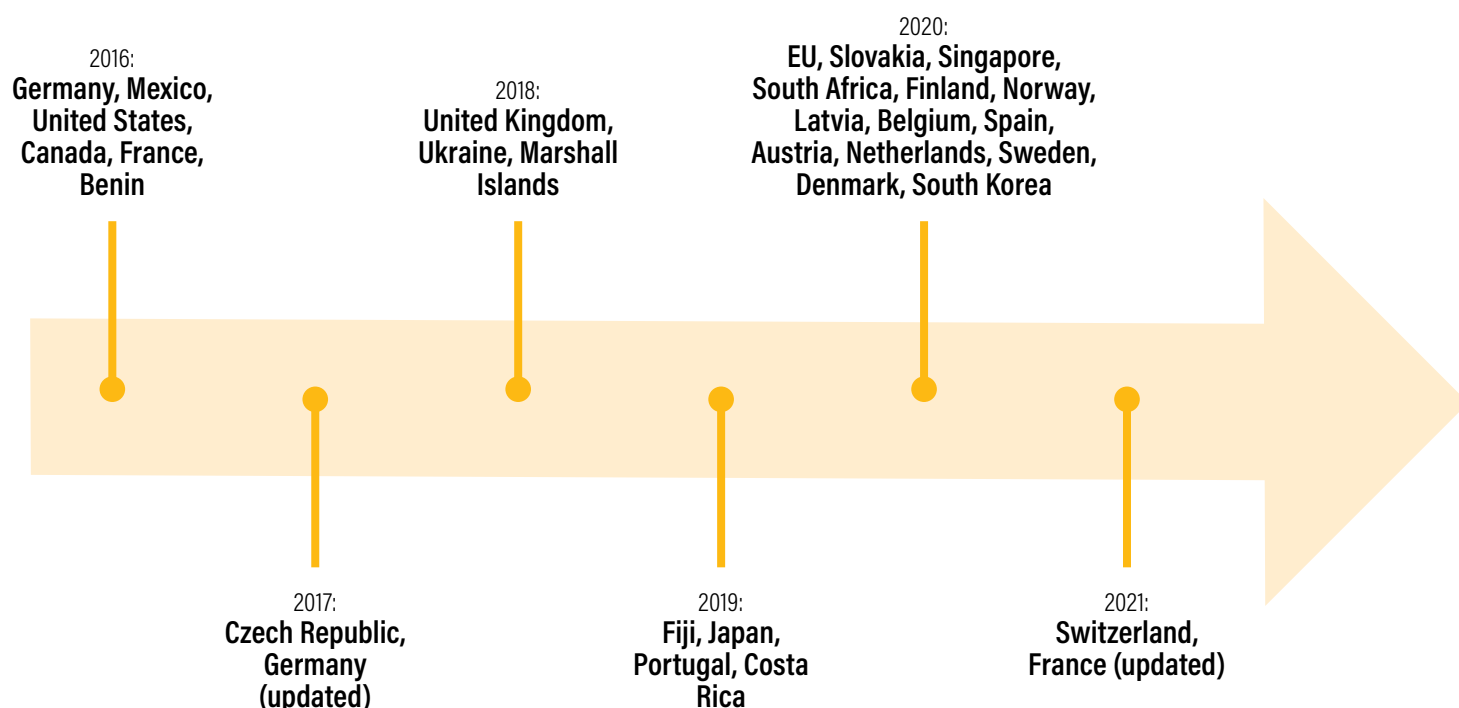 2016:
Germany, Mexico,
United States,
Canada, France,
Benin
2017:
Czech Republic,
Germany
(updated)
2018:
United Kingdom,
Ukraine, Marshall
Islands
2019:
Fiji, Japan,
Portugal, Costa
Rica
2020:
EU, Slovakia, Singapore,
South Africa, Finland, Norway,
Latvia, Belgium, Spain,
Austria, Netherlands, Sweden,
Denmark, South Korea
2021:
Switzerland,
France (updated)